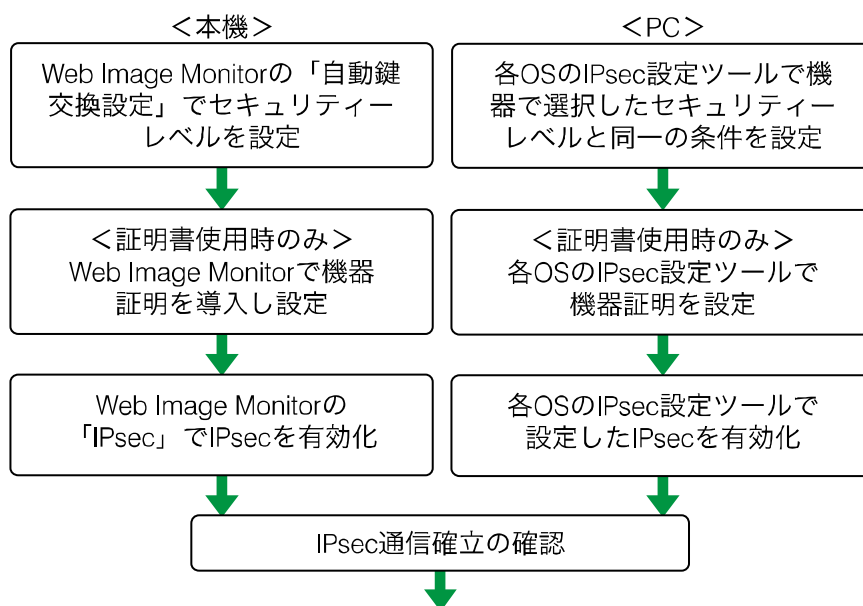 ＜本機＞
Web Image Monitorの「自動鍵
交換設定」でセキュリティー
レベルを設定
＜証明書使用時のみ＞
Web Image Monitorで機器
証明を導入し設定
Web Image Monitorの
「IPsec」でIPsecを有効化
＜PC＞
各OSのIPsec設定ツールで機
器で選択したセキュリティー
レベルと同一の条件を設定
＜証明書使用時のみ＞
各OSのIPsec設定ツールで
機器証明を設定
各OSのIPsec設定ツールで
設定したIPsecを有効化
IPsec通信確立の確認